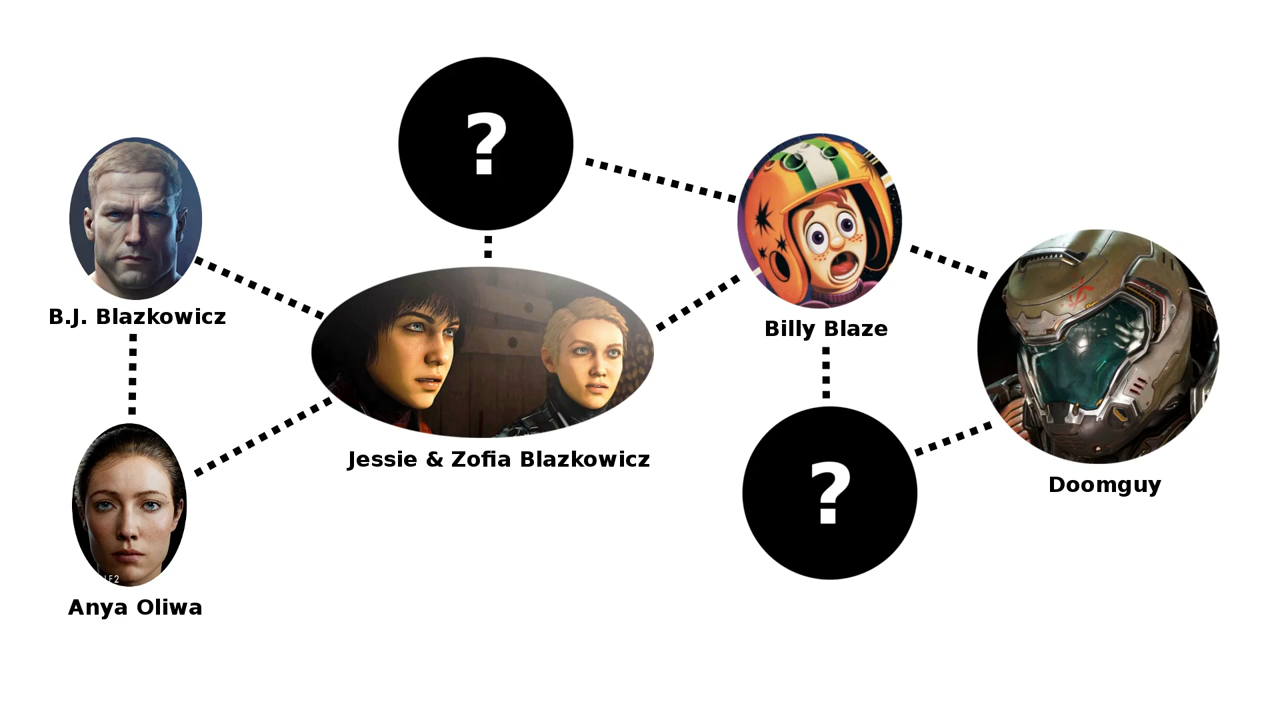 ?
B.J. Blazkowicz
Billy Blaze
Jessie & Zofia Blazkowicz
?
Doomguy
Anya Oliwa